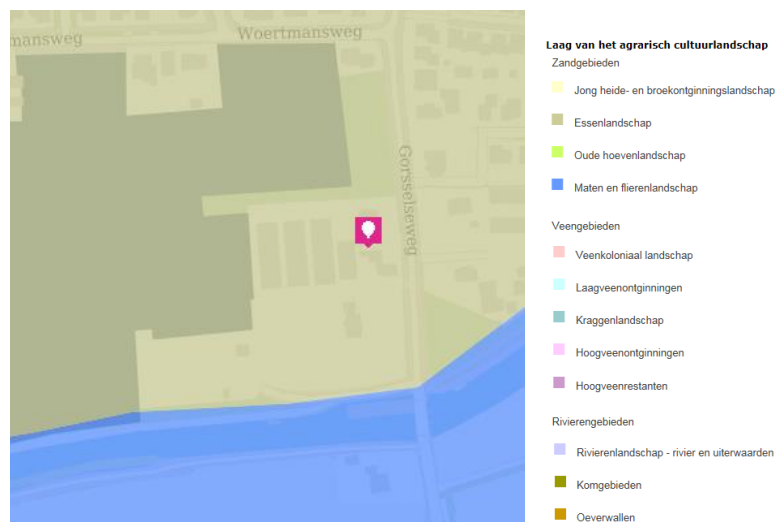 mansweg
Woertmansweg
Gorsselseweg
Laag van het agrarisch cultuurlandschap
Zandgebieden
Jong heide- en broekontginningslandschap
Essenlandschap
Oude hoevenlandschap
Maten en flierenlandschap
Veengebieden
Veenkoloniaal landschap
Laagveenontginningen
Kraggenlandschap
Hoogveenontginningen
Hoogveenrestanten
Rivierengebieden
Rivierenlandschap - rivier en uiterwaarden
Komgebieden
Oeverwallen